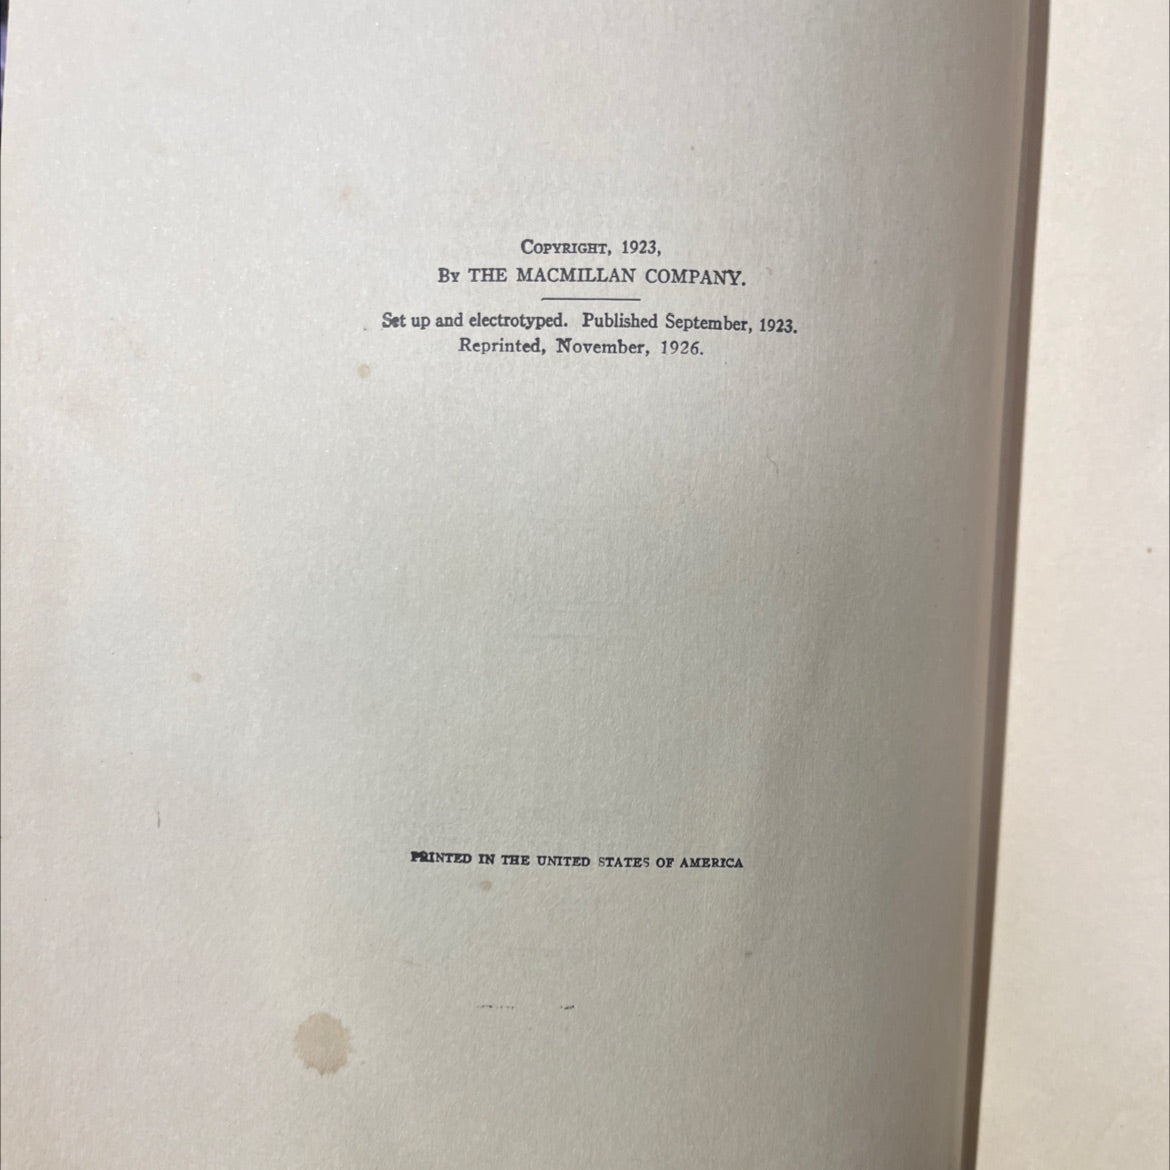 Copyright, 1923,
By THE MACMILLAN COMPANY.
Set up and electrotyped. Published September, 1923.
Reprinted, November, 1926.
PRINTED IN THE UNITED STATES OF AMERICA